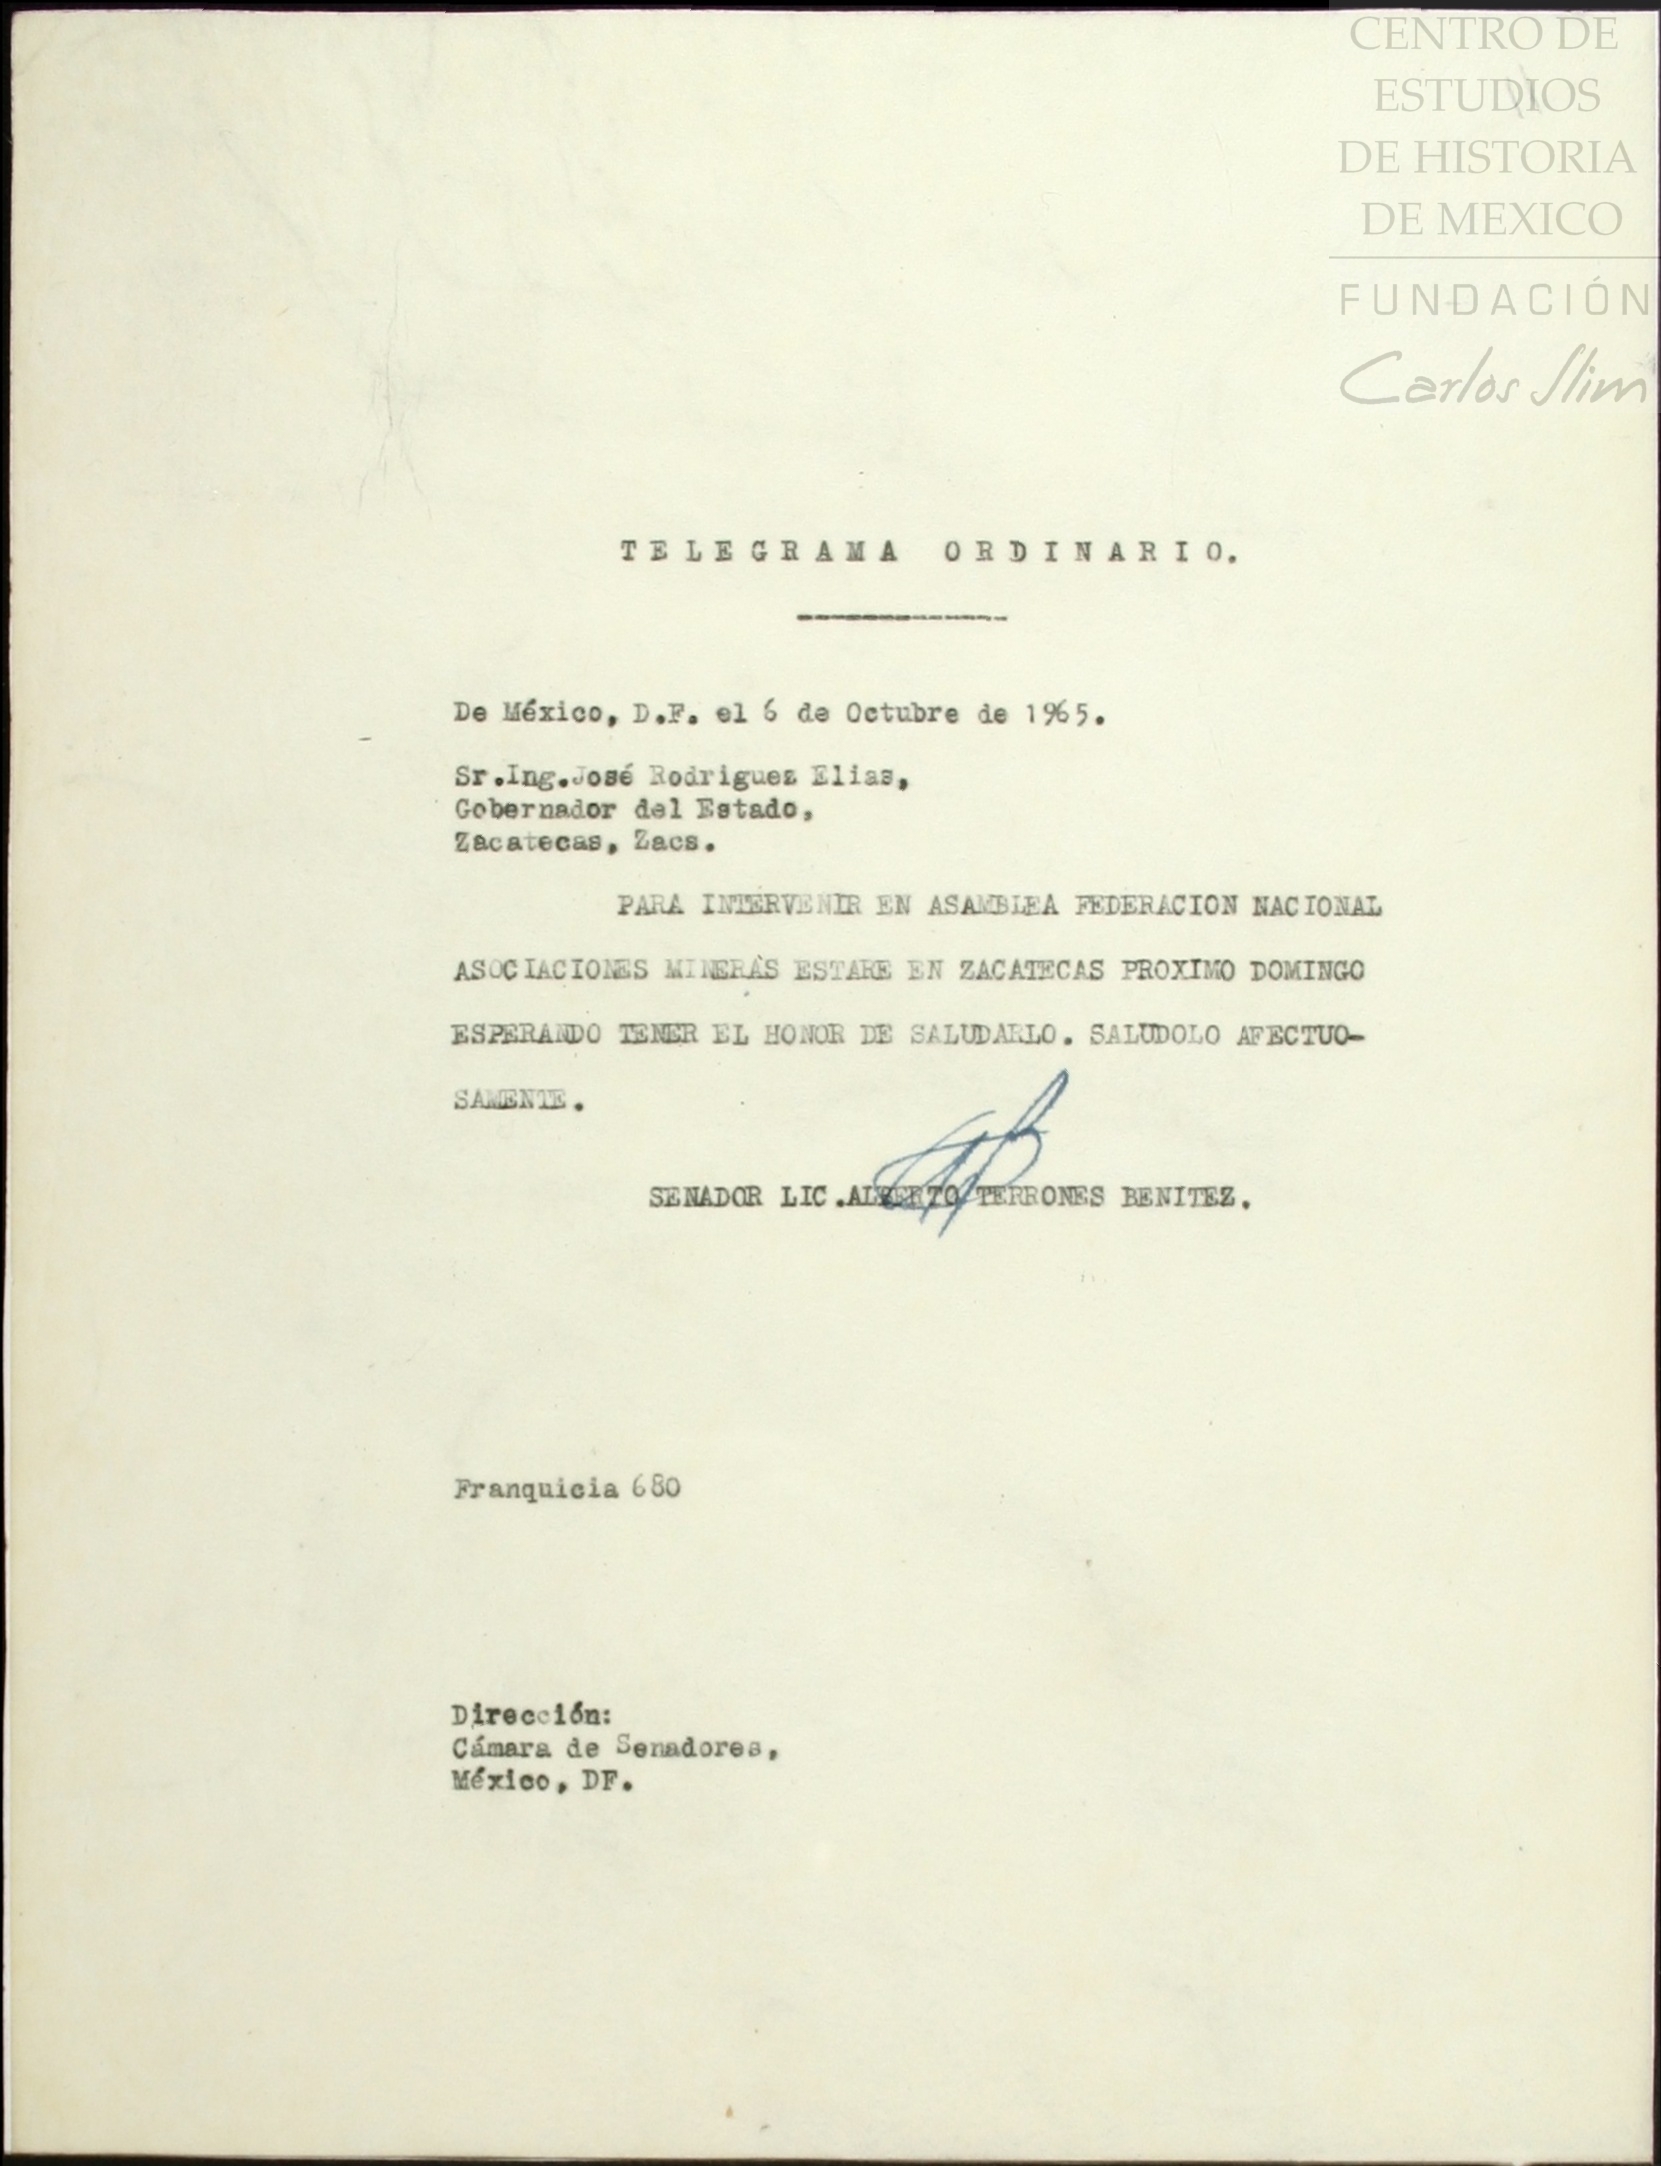 CENTRO DE
ESTUDIOS
DE HISTORIA
DE MEXICO
FUNDACIÓN
Carlos Slim
TELEGRAMA ORDINARIO.
De México, D.F. el 6 de Octubre de 1965.
Sr.Ing.José Rodriguez Elias,
Gobernador del Estado,
Zacatecas, Zacs.
PARA INTERVENIR EN ASAMBLEA FEDERACION NACIONAL
ASOCIACIONES MINERAS ESTARE EN ZACATECAS PROXIMO DOMINGO
ESPERANDO TENER EL HONOR DE SALUDARLO. SALUDOLO AFECTUO-
SAMENTE.
SENADOR LIC.ALBERTO TERRONES BENITEZ.
Franquicia 680
Dirección:
Cámara de Senadores,
México, DF.